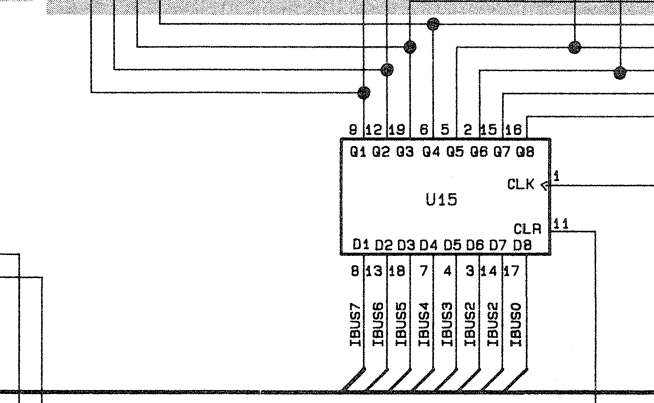 9 12 19 6 5 2 15 16
Q1 Q2 Q3 Q4 Q5 Q6 Q7 Q8
CLK 1
U15
CLR 11
D1 D2 D3 D4 D5 D6 D7 D8
8 13 18 7 4 3 14 17
IBUS7 IBUS6 IBUS5 IBUS4 IBUS3 IBUS2 IBUS2 IBUS0